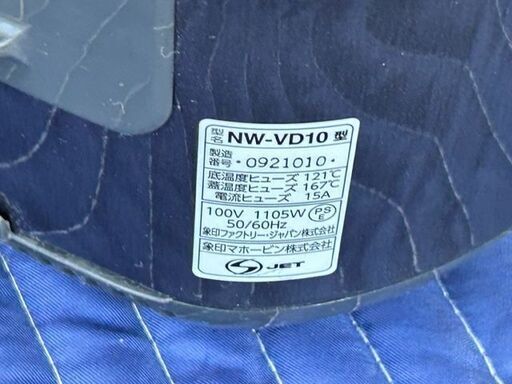 型名 NW-VD10 型
製造番号 ・0921010・
底温度ヒューズ 121℃
蓋温度ヒューズ 167℃
電流ヒューズ 15A
100V 1105W PS E
50/60Hz
象印ファクトリー・ジャパン株式会社
象印マホービン株式会社
JET